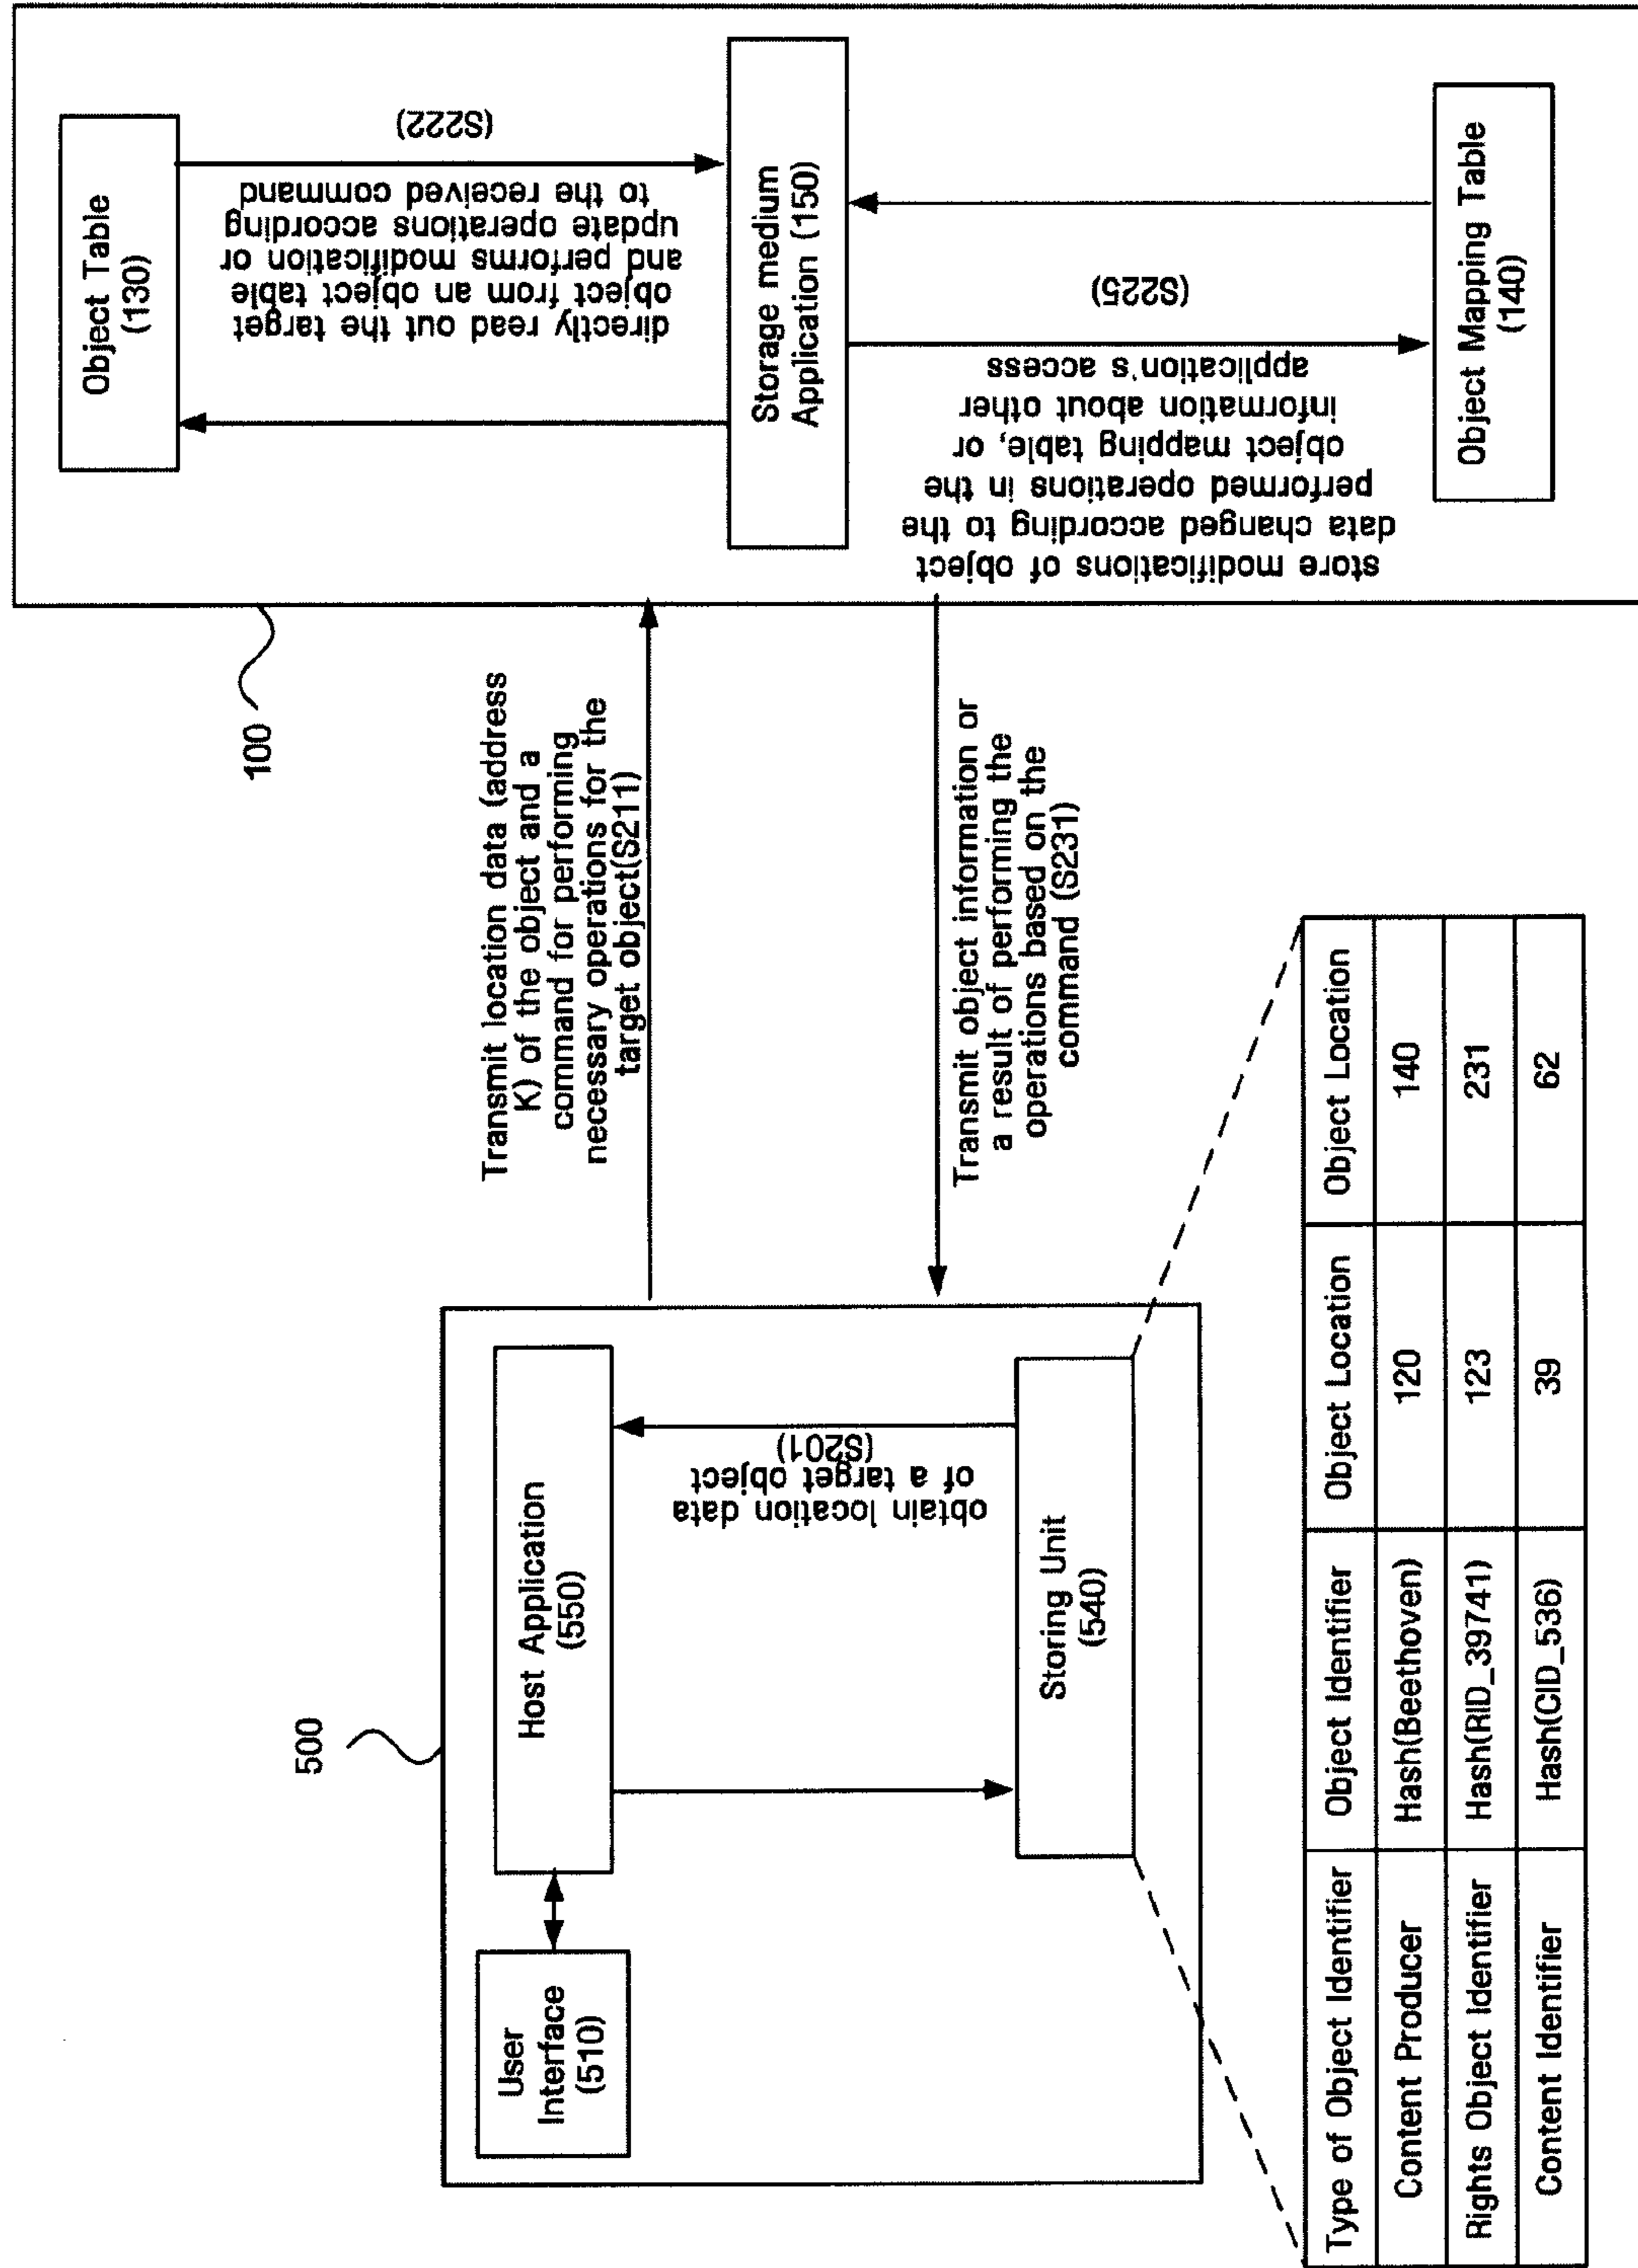 500
User
Interface
(510)
Host Application
(550)
obtain location data
of a target object
(S201)
Storing Unit
(540)
Transmit location data (address
K) of the object and a
command for performing
necessary operations for the
target object(S211)
Transmit object information or
a result of performing the
operations based on the
command (S231)
100
Object Table
(130)
directly read out the target
object from an object table
and performs modification or
update operations according
to the received command
(S222)
Storage medium
Application (150)
store modifications of object
data changed according to the
performed operations in the
object mapping table, or
information about other
application's access
(S225)
Object Mapping Table
(140)
Type of Object Identifier Object Identifier Object Location Object Location
Content Producer Hash(Beethoven) 120 140
Rights Object Identifier Hash(RID_39741) 123 231
Content Identifier Hash(CID_536) 39 62